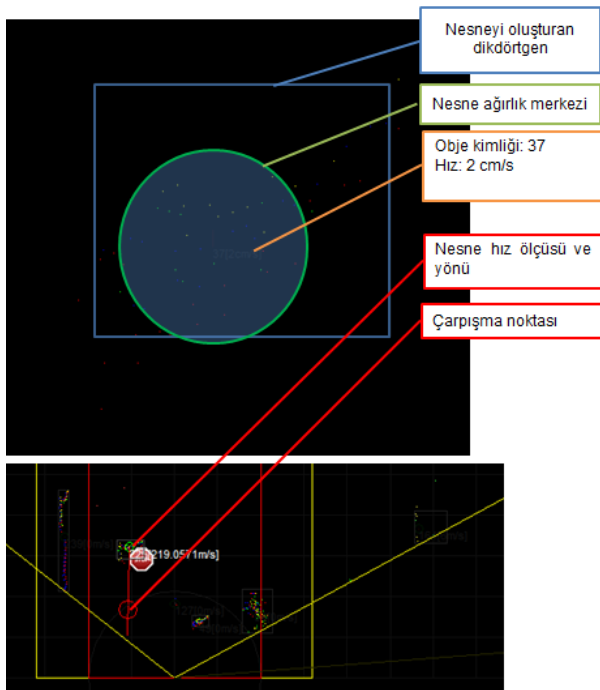 Nesneyi oluşturan
dikdörtgen
Nesne ağırlık merkezi
Obje kimliği: 37
Hız: 2 cm/s
Nesne hız ölçüsü ve
yönü
Çarpışma noktası